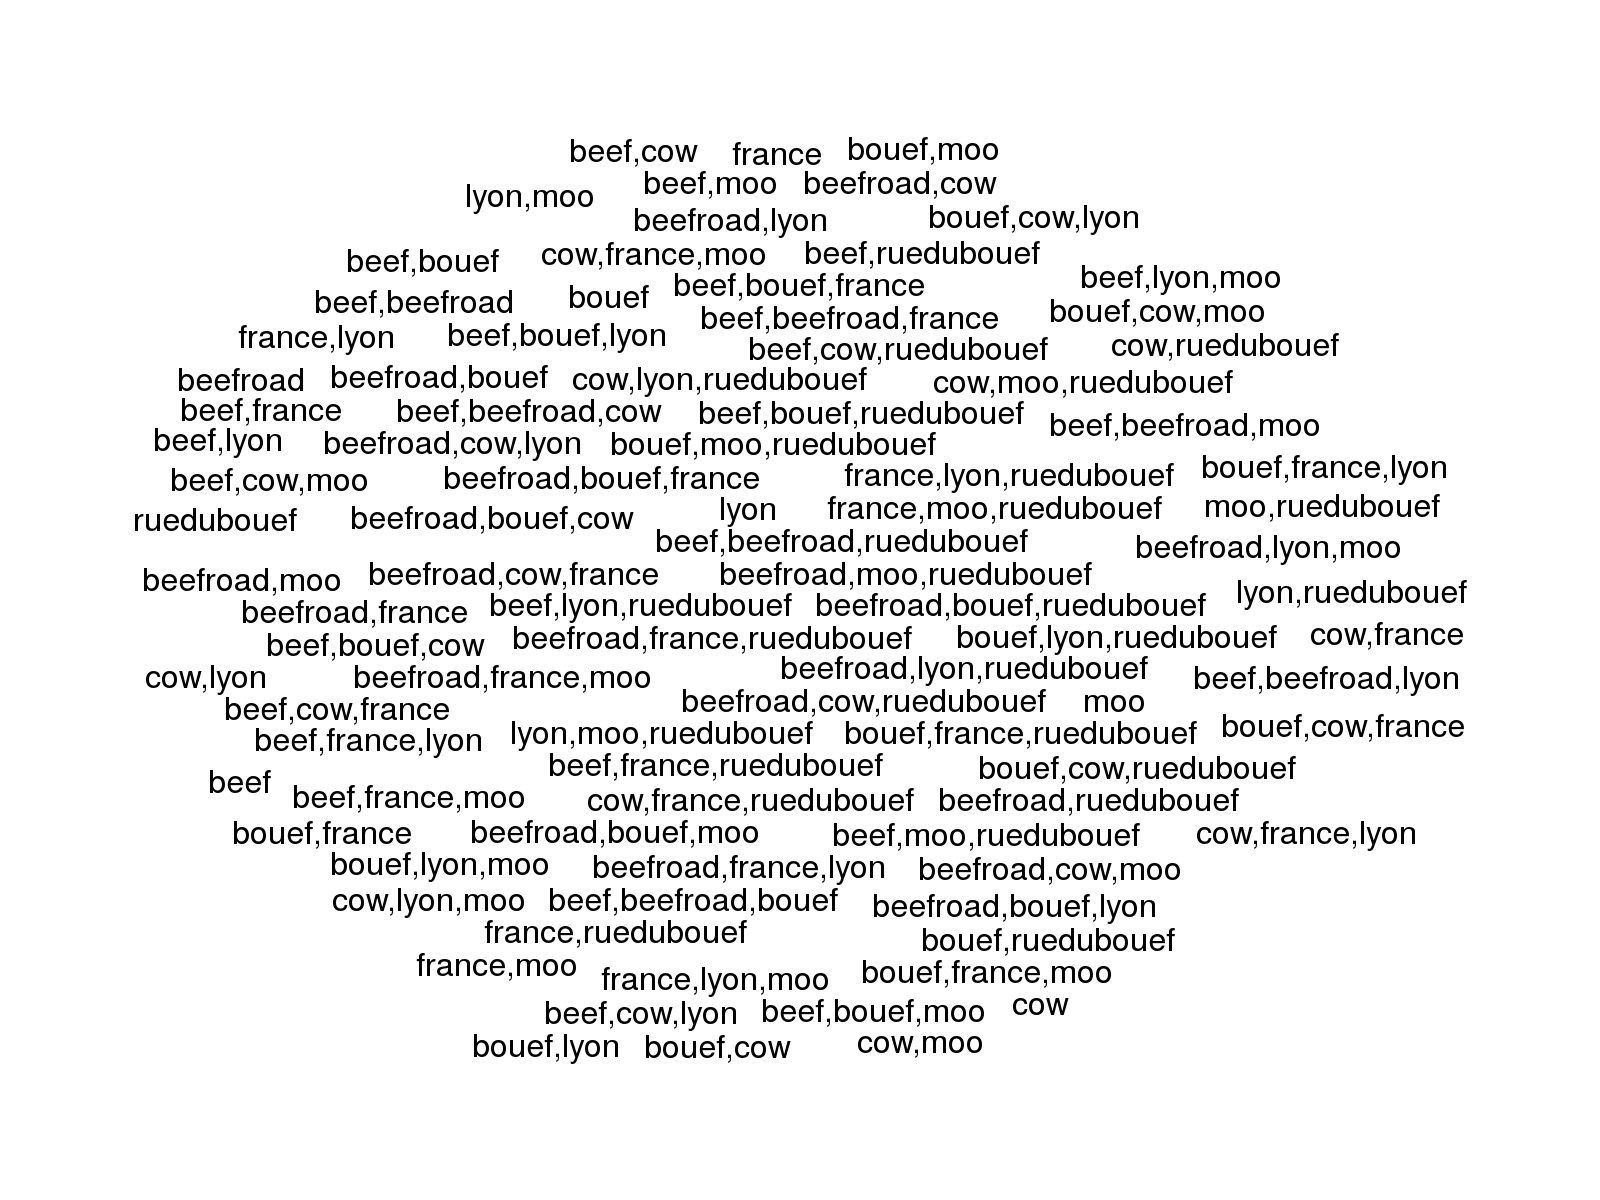 beef,cow france bouef,moo
lyon,moo beef,moo beefroad,cow
beefroad,lyon bouef,cow,lyon
beef,bouef cow,france,moo beef,ruedubouef
beef,bouef,france beef,lyon,moo
beef,beefroad bouef
beef,beefroad,france bouef,cow,moo
france,lyon beef,bouef,lyon
beef,cow,ruedubouef cow,ruedubouef
beefroad beefroad,bouef cow,lyon,ruedubouef cow,moo,ruedubouef
beef,france beef,beefroad,cow beef,bouef,ruedubouef beef,beefroad,moo
beef,lyon beefroad,cow,lyon bouef,moo,ruedubouef
beef,cow,moo beefroad,bouef,france france,lyon,ruedubouef bouef,france,lyon
ruedubouef beefroad,bouef,cow lyon france,moo,ruedubouef moo,ruedubouef
beef,beefroad,ruedubouef beefroad,lyon,moo
beefroad,moo beefroad,cow,france beefroad,moo,ruedubouef
beefroad,france beef,lyon,ruedubouef beefroad,bouef,ruedubouef lyon,ruedubouef
beef,bouef,cow beefroad,france,ruedubouef bouef,lyon,ruedubouef cow,france
cow,lyon beefroad,france,moo beefroad,lyon,ruedubouef beef,beefroad,lyon
beef,cow,france beefroad,cow,ruedubouef moo
beef,france,lyon lyon,moo,ruedubouef bouef,france,ruedubouef bouef,cow,france
beef beef,france,ruedubouef bouef,cow,ruedubouef
beef,france,moo cow,france,ruedubouef beefroad,ruedubouef
bouef,france beefroad,bouef,moo beef,moo,ruedubouef cow,france,lyon
bouef,lyon,moo beefroad,france,lyon beefroad,cow,moo
cow,lyon,moo beef,beefroad,bouef beefroad,bouef,lyon
france,ruedubouef bouef,ruedubouef
france,moo france,lyon,moo bouef,france,moo
beef,cow,lyon beef,bouef,moo cow
bouef,lyon bouef,cow cow,moo